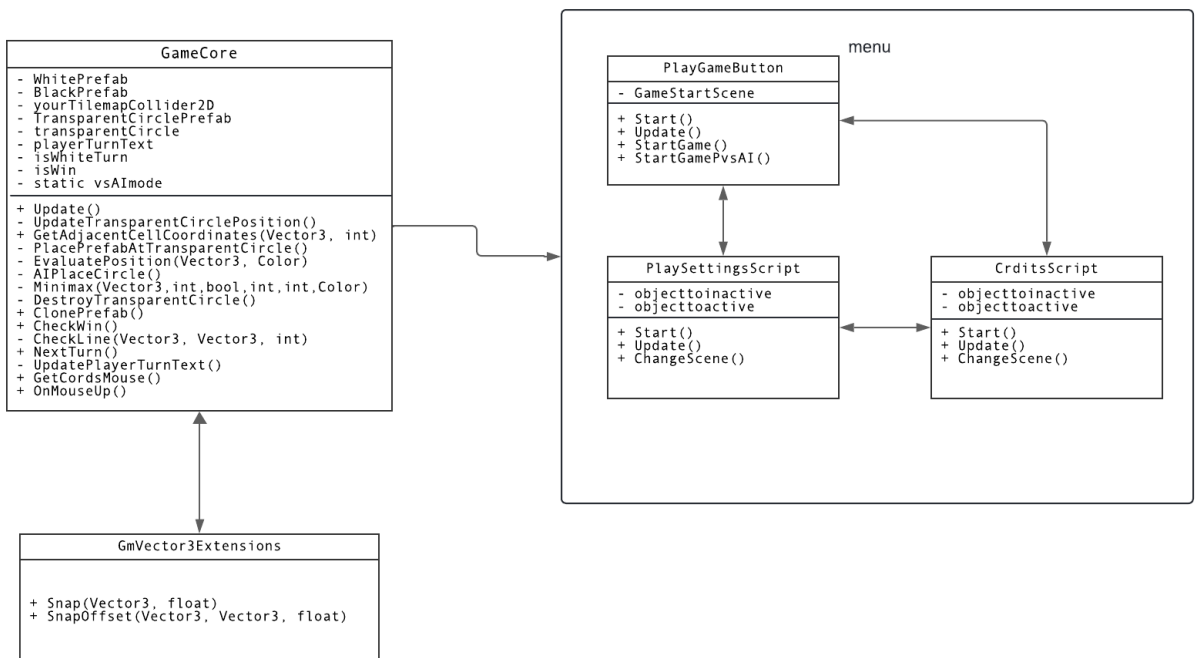 GameCore
- WhitePrefab
- BlackPrefab
- yourTilemapCollider2D
- TransparentCirclePrefab
- transparentCircle
- playerTurnText
- isWhiteTurn
- isWin
- static vsAImode
+ Update()
- UpdateTransparentCirclePosition()
+ GetAdjacentCellCoordinates(Vector3, int)
- PlacePrefabAtTransparentCircle()
- EvaluatePosition(Vector3, Color)
- AIPlaceCircle()
- Minimax(Vector3,int,bool,int,int,Color)
- DestroyTransparentCircle()
+ ClonePrefab()
+ CheckWin()
- CheckLine(Vector3, Vector3, int)
+ NextTurn()
- UpdatePlayerTurnText()
+ GetCordsMouse()
+ OnMouseUp()
GmVector3Extensions
+ Snap(Vector3, float)
+ SnapOffset(Vector3, Vector3, float)
menu
PlayGameButton
- GameStartScene
+ Start()
+ Update()
+ StartGame()
+ StartGamePvsAI()
PlaySettingsScript
- objecttoinactive
- objecttoactive
+ Start()
+ Update()
+ ChangeScene()
CrditsScript
- objecttoinactive
- objecttoactive
+ Start()
+ Update()
+ ChangeScene()